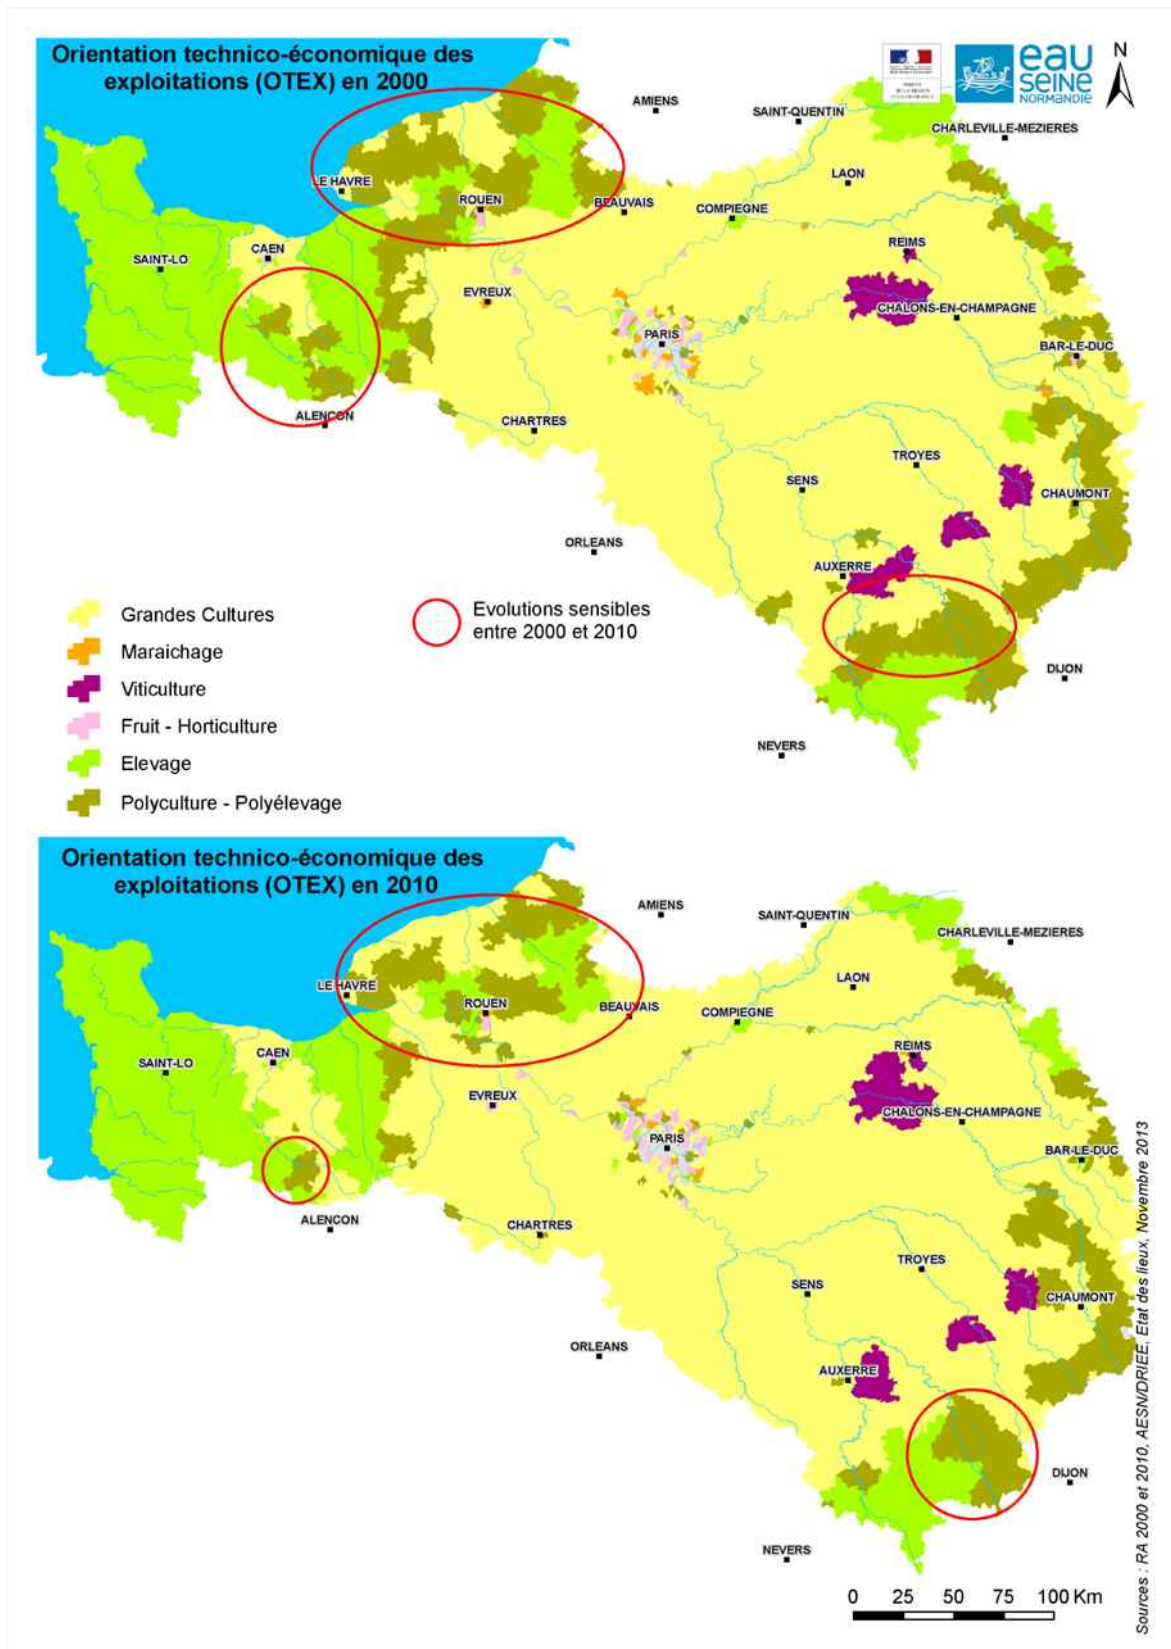 Orientation technico-économique des
exploitations (OTEX) en 2000
eau
SEINE
NORMANDIE
N
AMIENS
SAINT-QUENTIN
CHARLEVILLE-MEZIERES
LAON
LE HAVRE
ROUEN
BEAUVAIS
COMPIEGNE
REIMS
CAEN
SAINT-LO
EVREUX
CHALONS-EN-CHAMPAGNE
PARIS
BAR-LE-DUC
ALENCON
CHARTRES
TROYES
SENS
CHAUMONT
ORLEANS
AUXERRE
DIJON
NEVERS
Grandes Cultures
Maraichage
Viticulture
Fruit - Horticulture
Elevage
Polyculture - Polyélevage
Evolutions sensibles
entre 2000 et 2010
Orientation technico-économique des
exploitations (OTEX) en 2010
AMIENS
SAINT-QUENTIN
CHARLEVILLE-MEZIERES
LAON
LE HAVRE
ROUEN
BEAUVAIS
COMPIEGNE
REIMS
CAEN
SAINT-LO
EVREUX
CHALONS-EN-CHAMPAGNE
PARIS
BAR-LE-DUC
ALENCON
CHARTRES
TROYES
SENS
CHAUMONT
ORLEANS
AUXERRE
DIJON
NEVERS
0 25 50 75 100 Km
Sources : RA 2000 et 2010, AESN/DRIEE, Etat des lieux, Novembre 2013